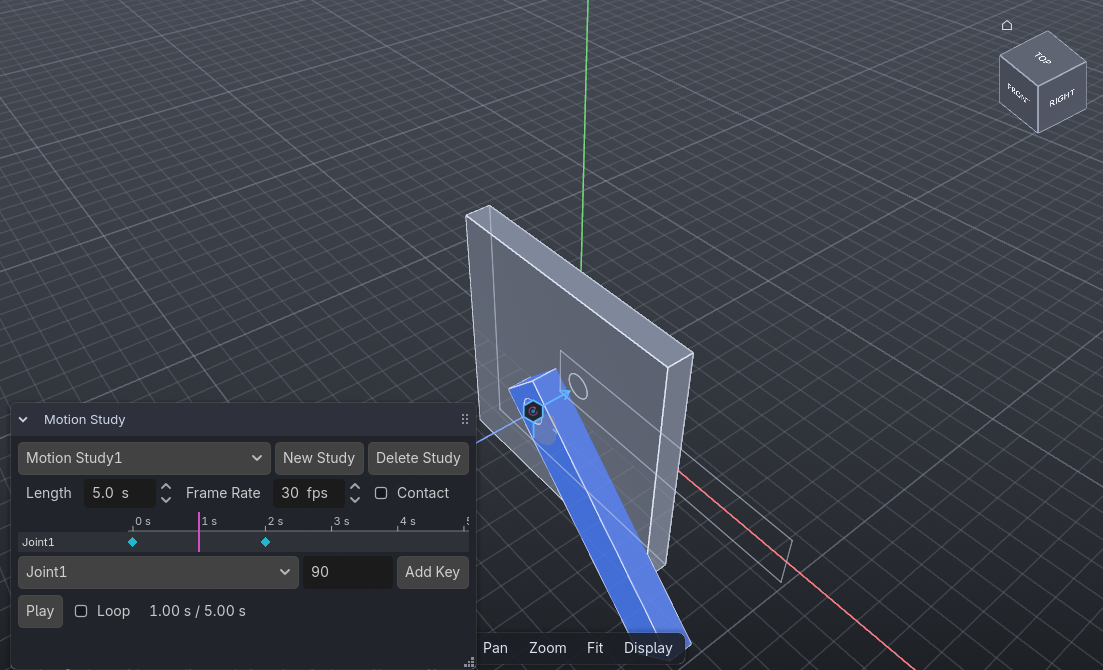 TOP
FRONT
RIGHT
Motion Study
Motion Study1 New Study Delete Study
Length 5.0 s Frame Rate 30 fps Contact
0 s 1 s 2 s 3 s 4 s 5
Joint1
Joint1 90 Add Key
Play Loop 1.00 s / 5.00 s
Pan Zoom Fit Display